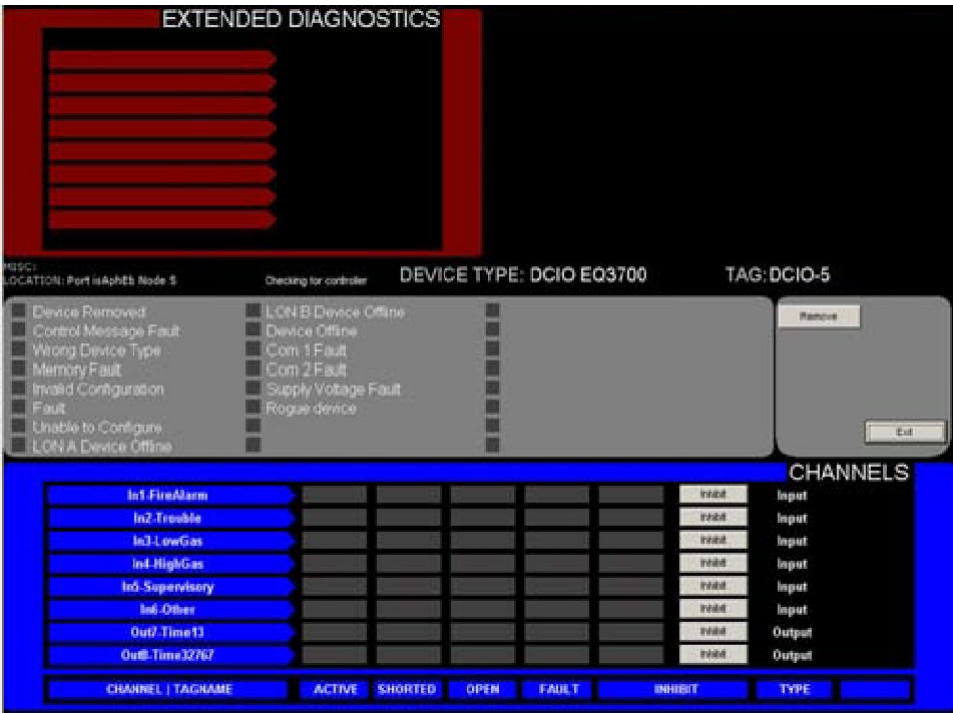 EXTENDED DIAGNOSTICS
MISC:
LOCATION: Port isAphEb Node 5
Checking for controller
DEVICE TYPE: DCIO EQ3700
TAG: DCIO-5
Device Removed
Control Message Fault
Wrong Device Type
Memory Fault
Invalid Configuration
Fault
Unable to Configure
LON A Device Offline
LON B Device Offline
Device Offline
Com 1 Fault
Com 2 Fault
Supply Voltage Fault
Rogue device
Remove
Exit
CHANNELS
In1-FireAlarm Inhibit Input
In2-Trouble Inhibit Input
In3-LowGas Inhibit Input
In4-HighGas Inhibit Input
In5-Supervisory Inhibit Input
In6-Other Inhibit Input
Out7-Time13 Inhibit Output
Out8-Time32767 Inhibit Output
CHANNEL | TAGNAME ACTIVE SHORTED OPEN FAULT INHIBIT TYPE